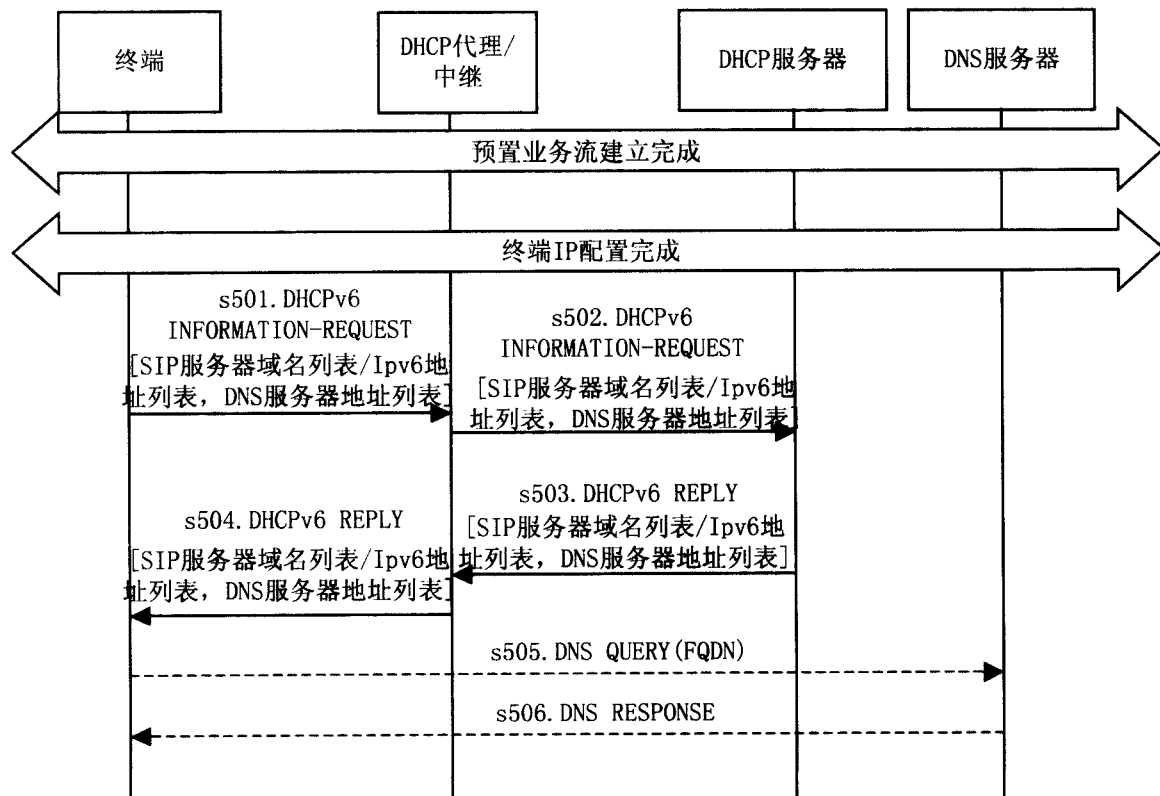 终端
DHCP代理/
中继
DHCP服务器
DNS服务器
预置业务流建立完成
终端IP配置完成
s501.DHCPv6
INFORMATION-REQUEST
[SIP服务器域名列表/Ipv6地
址列表，DNS服务器地址列表]
s502.DHCPv6
INFORMATION-REQUEST
[SIP服务器域名列表/Ipv6地
址列表，DNS服务器地址列表]
s503.DHCPv6 REPLY
[SIP服务器域名列表/Ipv6地
址列表，DNS服务器地址列表]
s504.DHCPv6 REPLY
[SIP服务器域名列表/Ipv6地
址列表，DNS服务器地址列表]
s505.DNS QUERY(FQDN)
s506.DNS RESPONSE